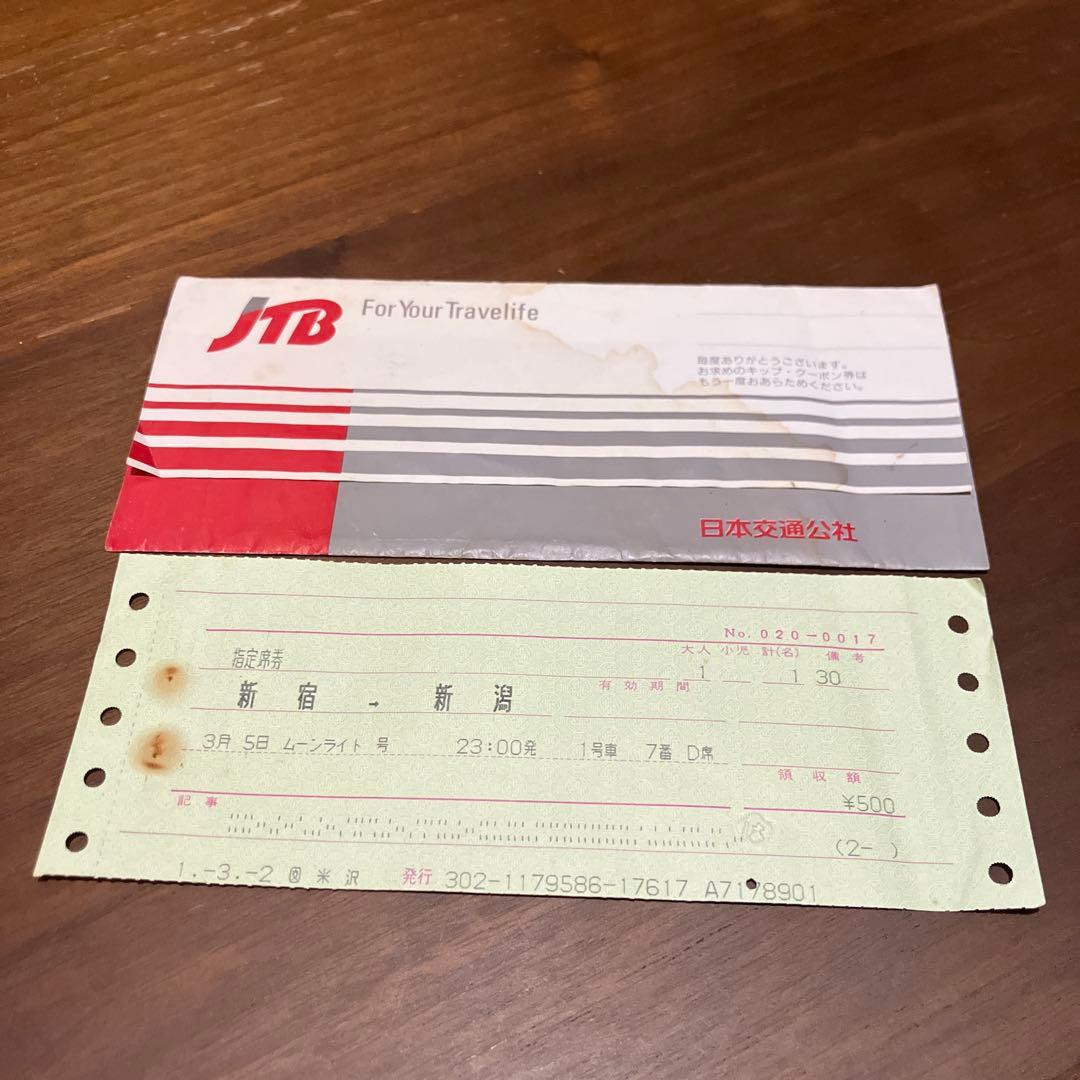 JTB For Your Travelife
毎度ありがとうございます。
お求めのキップ・クーポン券は
もう一度おあらためください。
日本交通公社
No. 020-0017
指定席券 大人 小児 計(名) 備考
1 1 30
新宿 → 新潟 有効期間
3月 5日 ムーンライト 号 23:00発 1号車 7番 D席
領収額
記事 ¥500
(2- )
1.-3.-2 米沢 発行 302-1179586-17617 A7178901